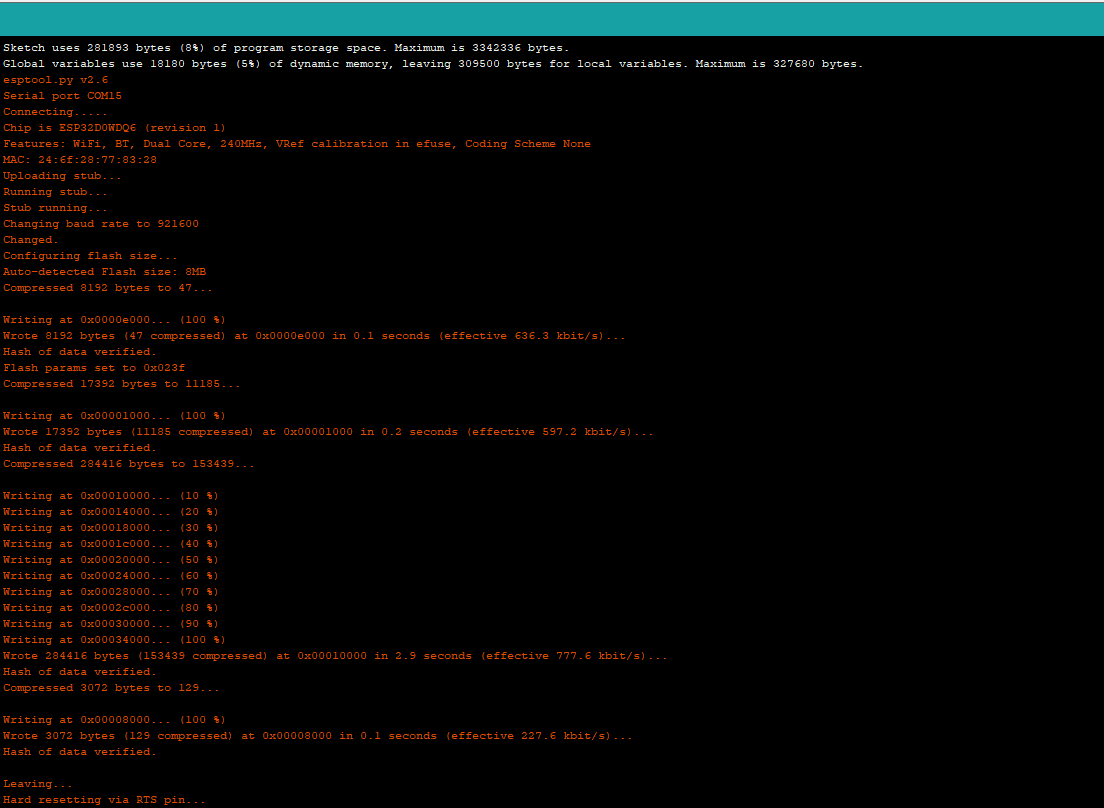 Sketch uses 281893 bytes (8%) of program storage space. Maximum is 3342336 bytes.
Global variables use 18180 bytes (5%) of dynamic memory, leaving 309500 bytes for local variables. Maximum is 327680 bytes.
esptool.py v2.6
Serial port COM15
Connecting.....
Chip is ESP32D0WDQ6 (revision 1)
Features: WiFi, BT, Dual Core, 240MHz, VRef calibration in efuse, Coding Scheme None
MAC: 24:6f:28:77:83:28
Uploading stub...
Running stub...
Stub running...
Changing baud rate to 921600
Changed.
Configuring flash size...
Auto-detected Flash size: 8MB
Compressed 8192 bytes to 47...
Writing at 0x0000e000... (100 %)
Wrote 8192 bytes (47 compressed) at 0x0000e000 in 0.1 seconds (effective 636.3 kbit/s)...
Hash of data verified.
Flash params set to 0x023f
Compressed 17392 bytes to 11185...
Writing at 0x00001000... (100 %)
Wrote 17392 bytes (11185 compressed) at 0x00001000 in 0.2 seconds (effective 597.2 kbit/s)...
Hash of data verified.
Compressed 284416 bytes to 153439...
Writing at 0x00010000... (10 %)
Writing at 0x00014000... (20 %)
Writing at 0x00018000... (30 %)
Writing at 0x0001c000... (40 %)
Writing at 0x00020000... (50 %)
Writing at 0x00024000... (60 %)
Writing at 0x00028000... (70 %)
Writing at 0x0002c000... (80 %)
Writing at 0x00030000... (90 %)
Writing at 0x00034000... (100 %)
Wrote 284416 bytes (153439 compressed) at 0x00010000 in 2.9 seconds (effective 777.6 kbit/s)...
Hash of data verified.
Compressed 3072 bytes to 129...
Writing at 0x00008000... (100 %)
Wrote 3072 bytes (129 compressed) at 0x00008000 in 0.1 seconds (effective 227.6 kbit/s)...
Hash of data verified.
Leaving...
Hard resetting via RTS pin...